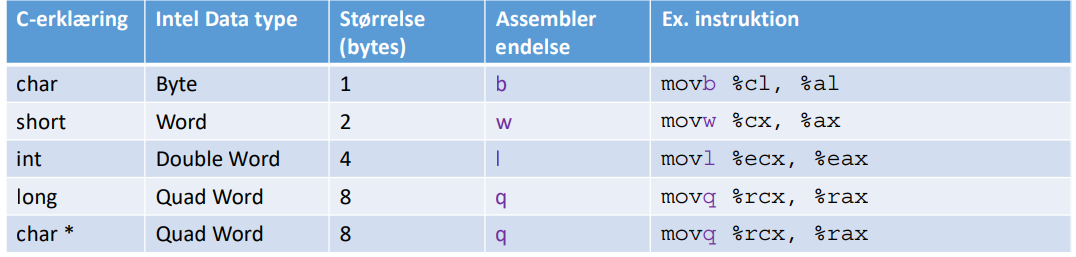 C-erklæring Intel Data type Størrelse (bytes) Assembler endelse Ex. instruktion
char Byte 1 b movb %cl, %al
short Word 2 w movw %cx, %ax
int Double Word 4 l movl %ecx, %eax
long Quad Word 8 q movq %rcx, %rax
char * Quad Word 8 q movq %rcx, %rax